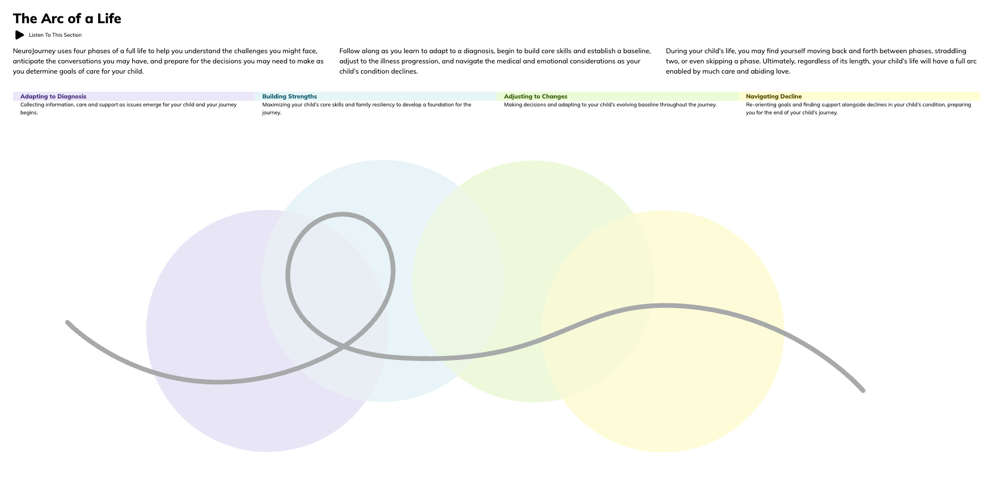 The Arc of a Life
Listen To This Section
NeuroJourney uses four phases of a full life to help you understand the challenges you might face,
anticipate the conversations you may have, and prepare for the decisions you may need to make as
you determine goals of care for your child.
Follow along as you learn to adapt to a diagnosis, begin to build core skills and establish a baseline,
adjust to the illness progression, and navigate the medical and emotional considerations as your
child’s condition declines.
During your child’s life, you may find yourself moving back and forth between phases, straddling
two, or even skipping a phase. Ultimately, regardless of its length, your child’s life will have a full arc
enabled by much care and abiding love.
Adapting to Diagnosis
Collecting information, care and support as issues emerge for your child and your journey
begins.
Building Strengths
Maximizing your child’s core skills and family resiliency to develop a foundation for the
journey.
Adjusting to Changes
Making decisions and adapting to your child’s evolving baseline throughout the journey.
Navigating Decline
Re-orienting goals and finding support alongside declines in your child’s condition, preparing
you for the end of your child’s journey.